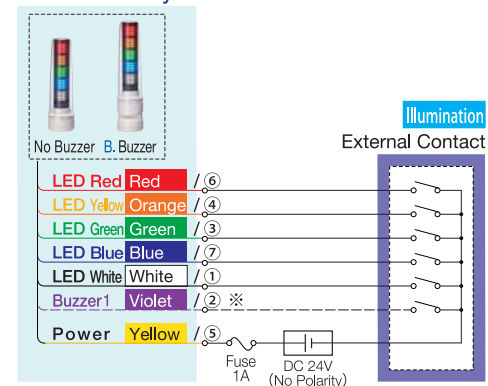 No Buzzer B. Buzzer
Illumination
External Contact
LED Red Red / ⑥
LED Yellow Orange / ④
LED Green Green / ③
LED Blue Blue / ⑦
LED White White / ①
Buzzer1 Violet / ② ※
Power Yellow / ⑤
Fuse
1A
DC 24V
(No Polarity)